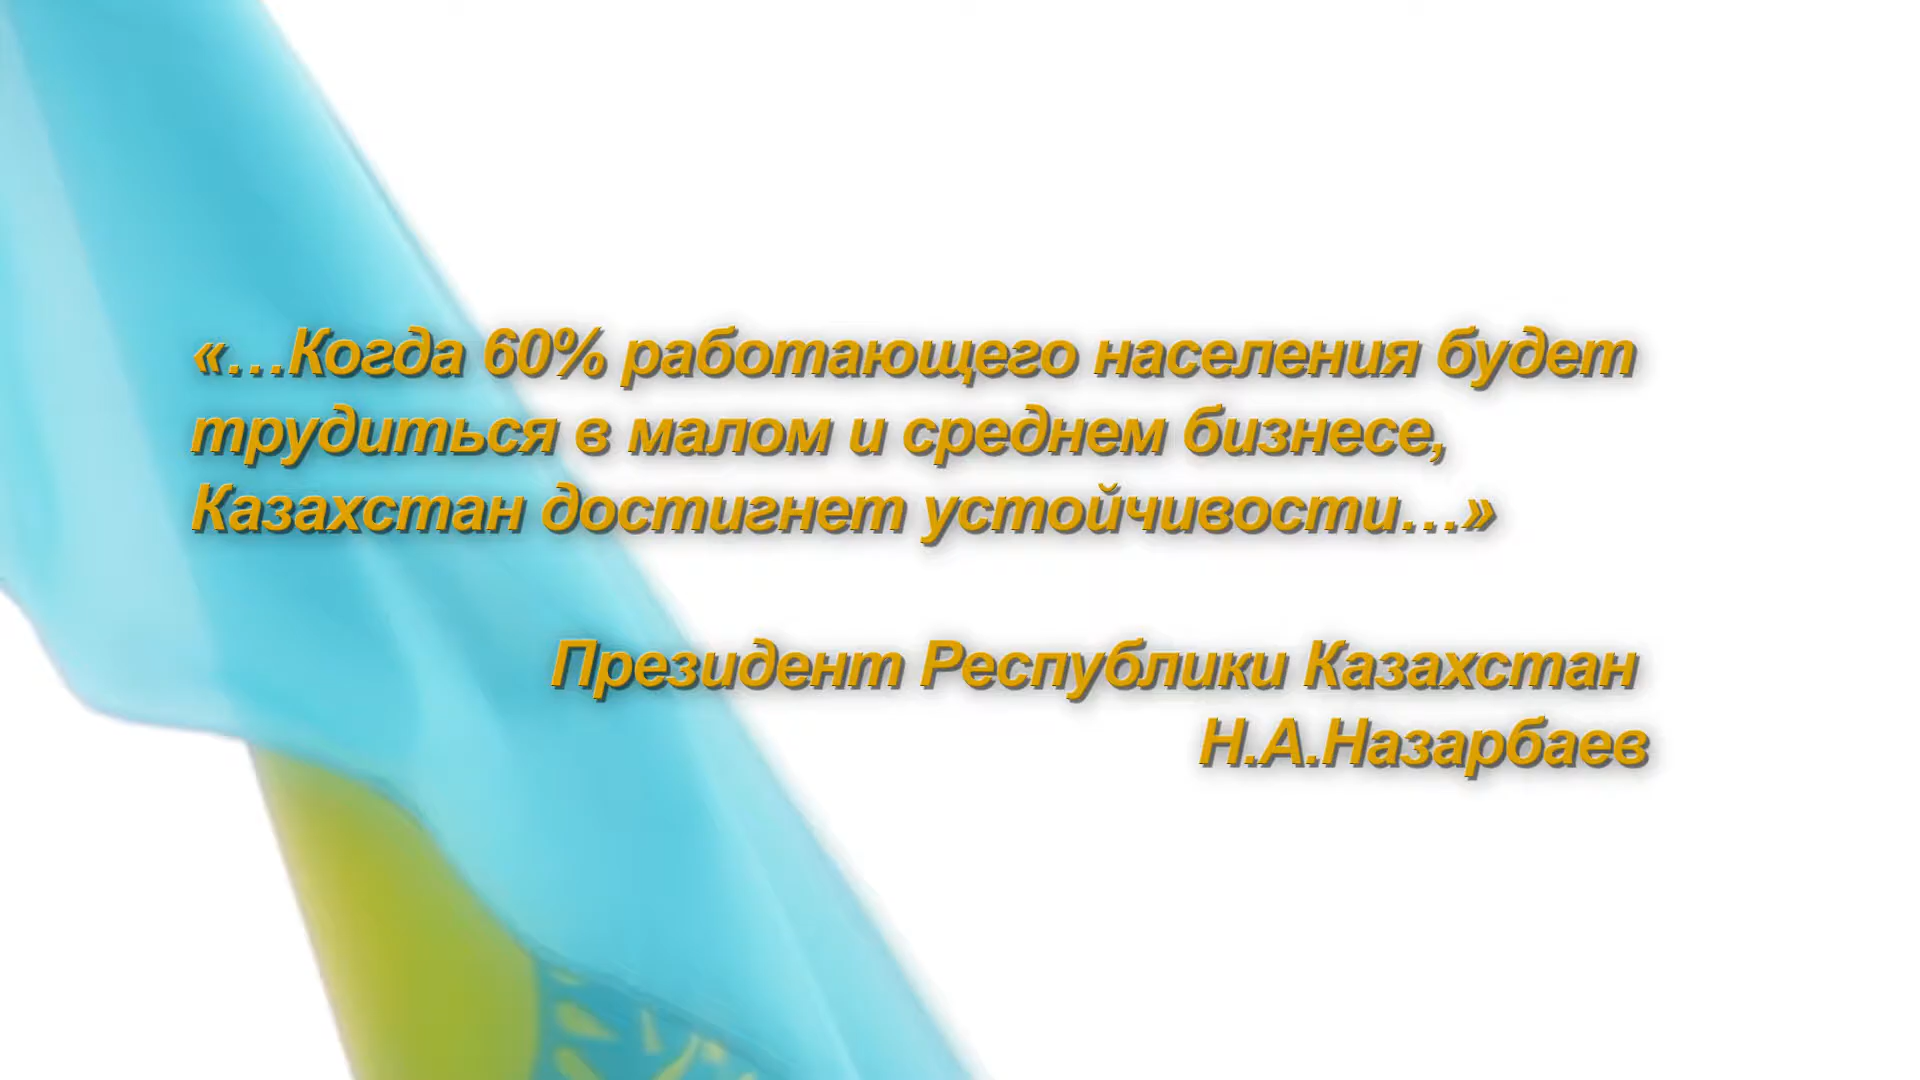 «…Когда 60% работающего населения будет
трудиться в малом и среднем бизнесе,
Казахстан достигнет устойчивости…»
Президент Республики Казахстан
Н.А.Назарбаев